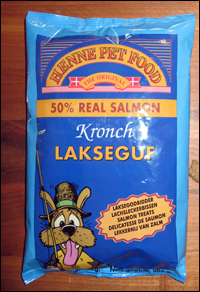 HENNE PET FOOD
THE ORIGINAL
50% REAL SALMON
Kronch
LAKSEGUF
LAKSEGODBIDDER
LACHSLECKERBISSEN
SALMON TREATS
DELICATESSE DE SAUMON
LEKKERNIJ VAN ZALM